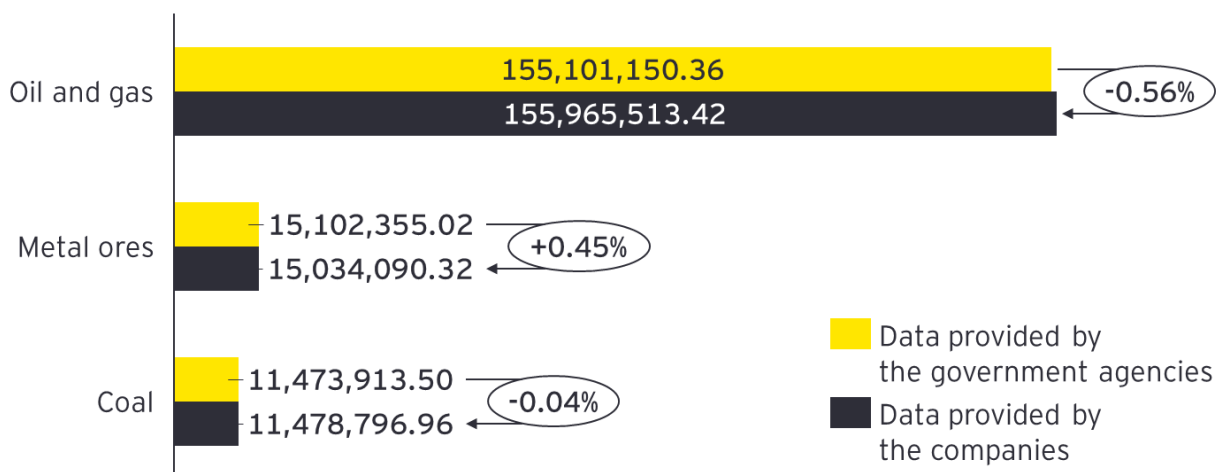 155,101,150.36
Oil and gas
-0.56%
155,965,513.42
15,102,355.02
Metal ores
+0.45%
15,034,090.32
Data provided by
the government agencies
11,473,913.50
Coal
-0.04%
11,478,796.96
Data provided by
the companies